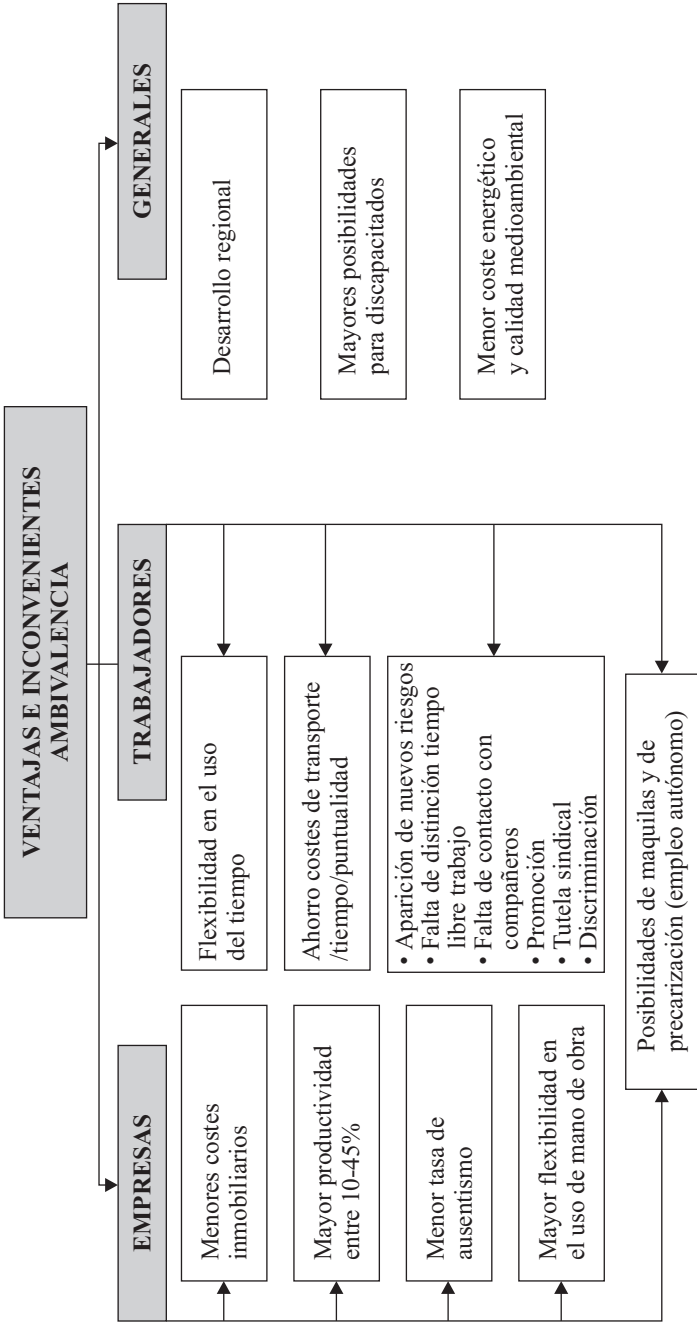 VENTAJAS E INCONVENIENTES
AMBIVALENCIA
EMPRESAS
Menores costes
inmobiliarios
Mayor productividad
entre 10-45%
Menor tasa de
ausentismo
Mayor flexibilidad en
el uso de mano de obra
TRABAJADORES
Flexibilidad en el uso
del tiempo
Ahorro costes de transporte
/tiempo/puntualidad
• Aparición de nuevos riesgos
• Falta de distinción tiempo
libre trabajo
• Falta de contacto con
compañeros
• Promoción
• Tutela sindical
• Discriminación
Posibilidades de maquilas y de
precarización (empleo autónomo)
GENERALES
Desarrollo regional
Mayores posibilidades
para discapacitados
Menor coste energético
y calidad medioambiental